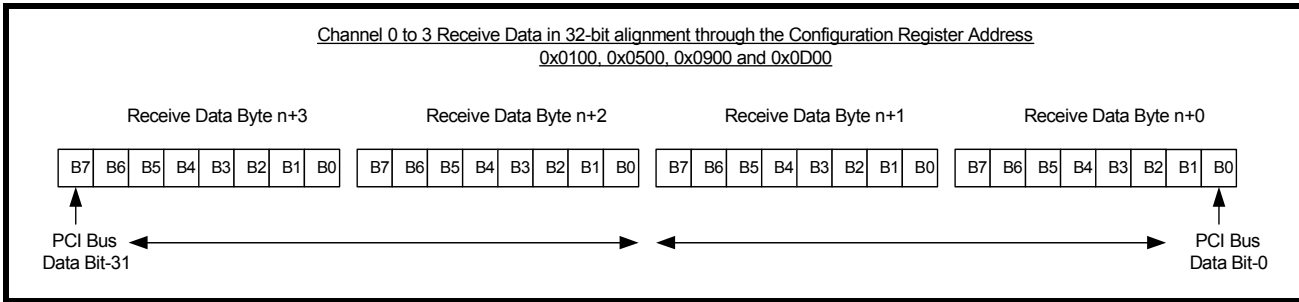 Channel 0 to 3 Receive Data in 32-bit alignment through the Configuration Register Address
0x0100, 0x0500, 0x0900 and 0x0D00
Receive Data Byte n+3 Receive Data Byte n+2 Receive Data Byte n+1 Receive Data Byte n+0
B7 B6 B5 B4 B3 B2 B1 B0 B7 B6 B5 B4 B3 B2 B1 B0 B7 B6 B5 B4 B3 B2 B1 B0 B7 B6 B5 B4 B3 B2 B1 B0
PCI Bus PCI Bus
Data Bit-31 Data Bit-0